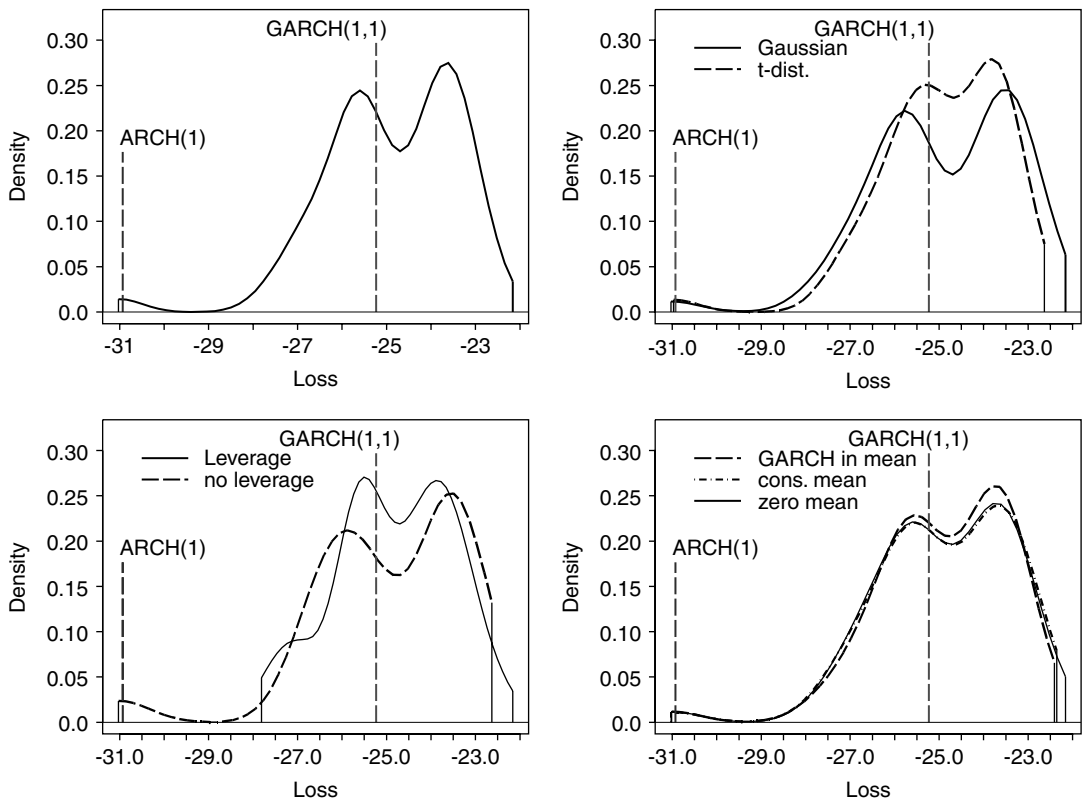 GARCH(1,1)
0.30
0.25
0.20
ARCH(1)
0.15
0.10
0.05
0.0
Density
-31 -29 -27 -25 -23
Loss
GARCH(1,1)
Gaussian
t-dist.
0.30
0.25
0.20
ARCH(1)
0.15
0.10
0.05
0.0
Density
-31.0 -29.0 -27.0 -25.0 -23.0
Loss
GARCH(1,1)
Leverage
no leverage
0.30
0.25
0.20
ARCH(1)
0.15
0.10
0.05
0.0
Density
-31.0 -29.0 -27.0 -25.0 -23.0
Loss
GARCH(1,1)
GARCH in mean
cons. mean
zero mean
0.30
0.25
0.20
ARCH(1)
0.15
0.10
0.05
0.0
Density
-31.0 -29.0 -27.0 -25.0 -23.0
Loss